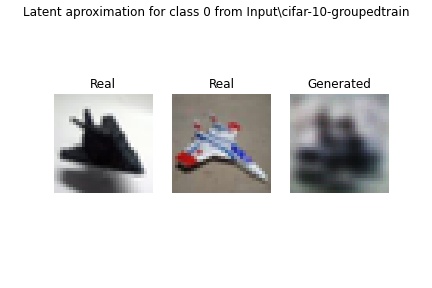 Latent aproximation for class 0 from Input\cifar-10-groupedtrain
Real
Real
Generated